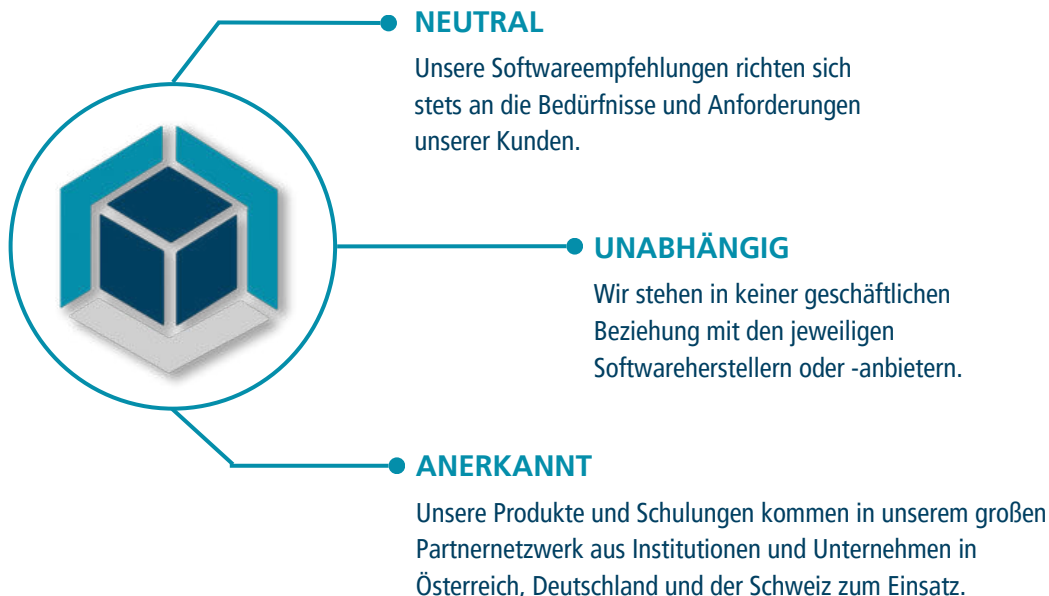 NEUTRAL
Unsere Softwareempfehlungen richten sich
stets an die Bedürfnisse und Anforderungen
unserer Kunden.
UNABHÄNGIG
Wir stehen in keiner geschäftlichen
Beziehung mit den jeweiligen
Softwareherstellern oder -anbietern.
ANERKANNT
Unsere Produkte und Schulungen kommen in unserem großen
Partnernetzwerk aus Institutionen und Unternehmen in
Österreich, Deutschland und der Schweiz zum Einsatz.